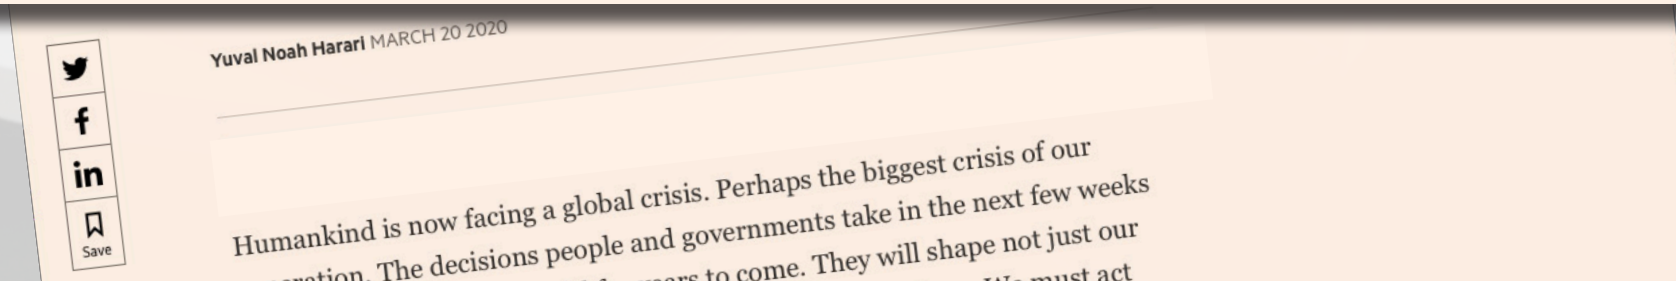 Yuval Noah Harari MARCH 20 2020
Save
Humankind is now facing a global crisis. Perhaps the biggest crisis of our
The decisions people and governments take in the next few weeks
to come. They will shape not just our
must act